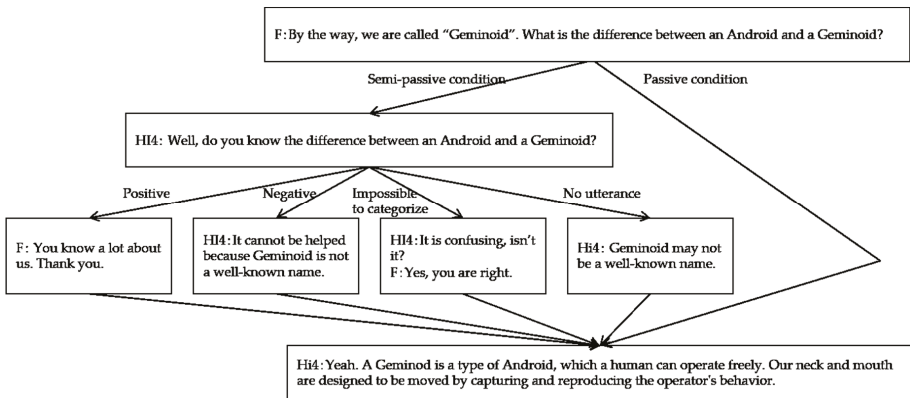 F: By the way, we are called “Geminoid”. What is the difference between an Android and a Geminoid?
Semi-passive condition
Passive condition
HI4: Well, do you know the difference between an Android and a Geminoid?
Positive
Negative
Impossible
to categorize
No utterance
F: You know a lot about
us. Thank you.
HI4: It cannot be helped
because Geminoid is not
a well-known name.
HI4: It is confusing, isn't
it?
F: Yes, you are right.
Hi4: Geminoid may not
be a well-known name.
Hi4: Yeah. A Geminod is a type of Android, which a human can operate freely. Our neck and mouth
are designed to be moved by capturing and reproducing the operator's behavior.